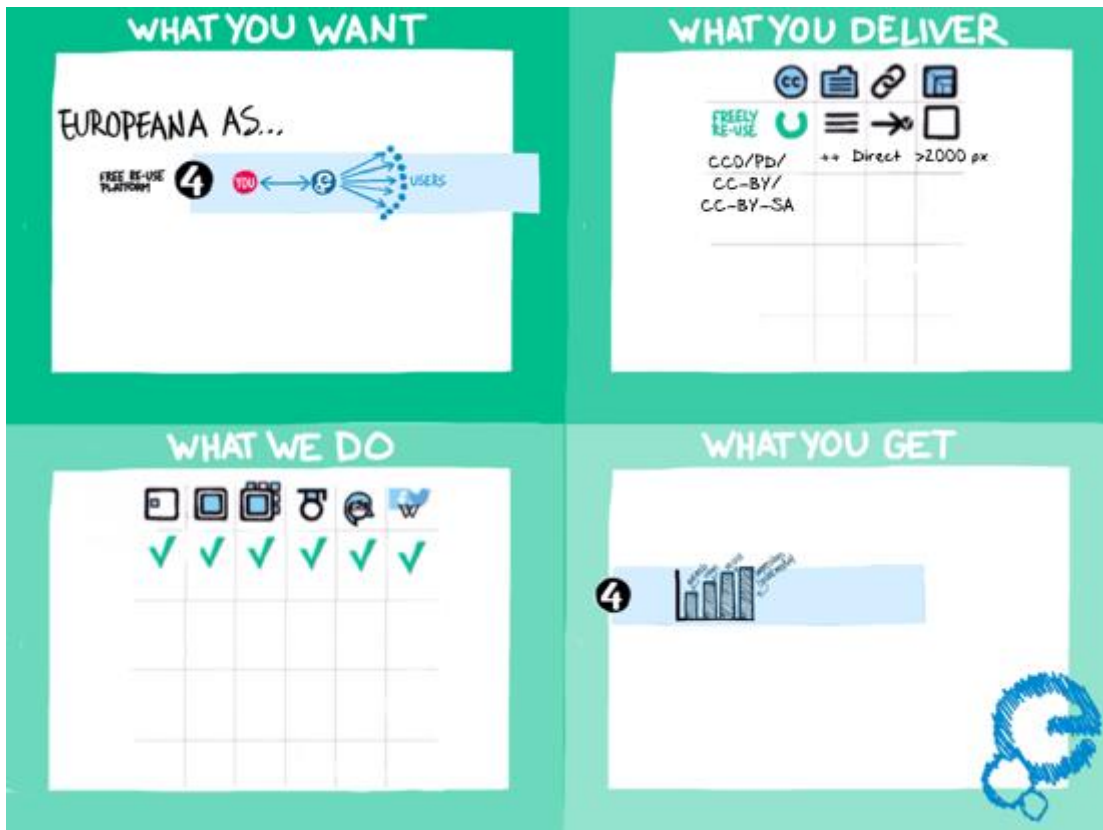 WHAT YOU WANT
EUROPEANA AS...
FREE RE-USE
PLATFORM
4
YOU
USERS
WHAT YOU DELIVER
CC
FREELY
RE-USE
CC0/PD/
CC-BY/
CC-BY-SA
++
Direct
>2000 px
WHAT WE DO
WHAT YOU GET
4